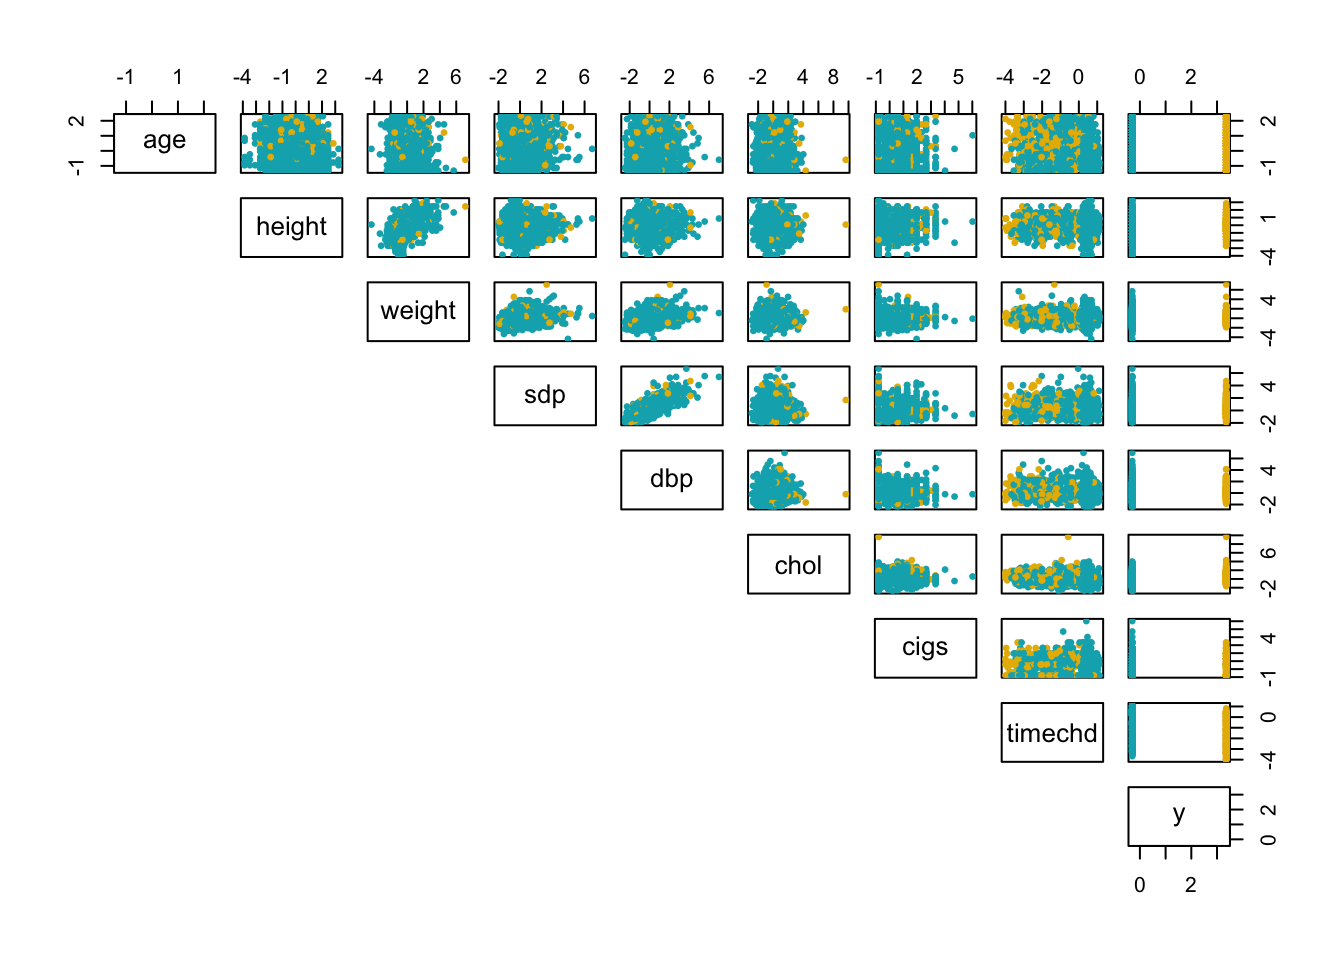 -1 1 -4 -1 2 -4 2 6 -2 2 6 -2 2 6 -2 4 8 -1 2 5 -4 -2 0 0 2
-1 2 age -1 2
height -4 1
weight -4 4
sdp -2 4
dbp -2 4
chol -2 6
cigs -1 4
timechd -4 0
y 0 2
0 2